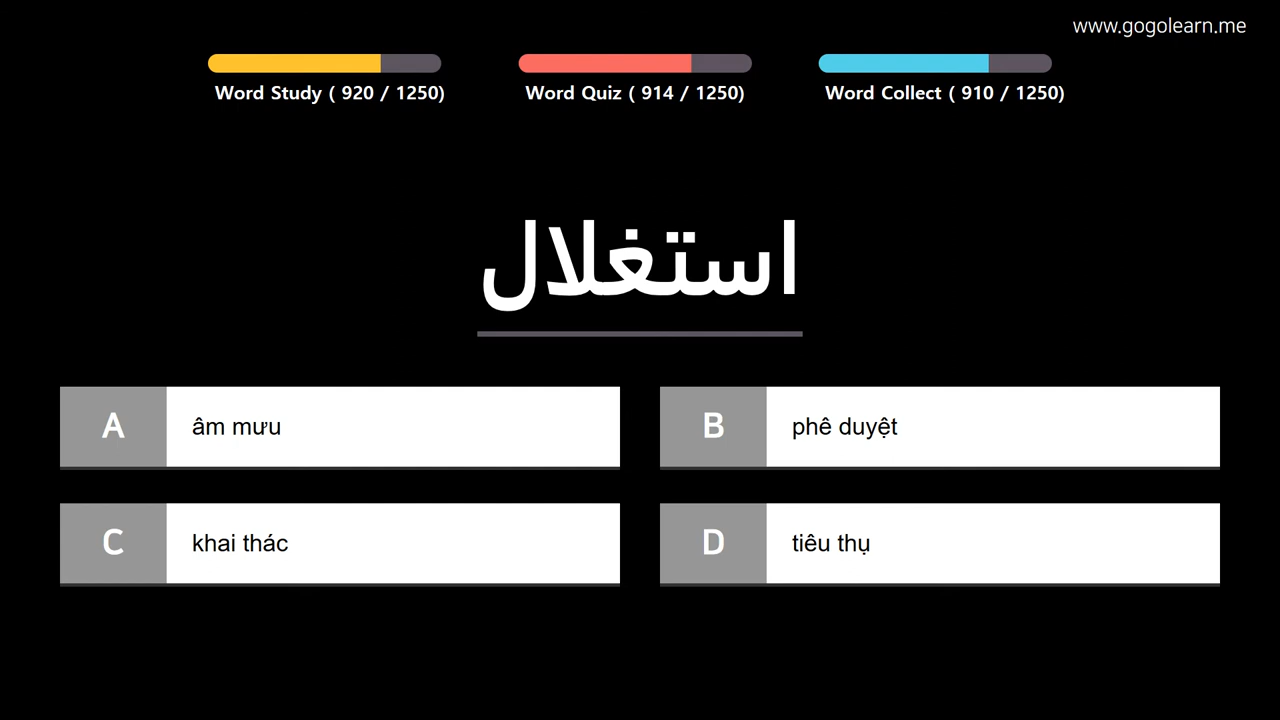 www.gogolearn.me
Word Study ( 920 / 1250)
Word Quiz ( 914 / 1250)
Word Collect ( 910 / 1250)
استغلال
A
âm mưu
B
phê duyệt
C
khai thác
D
tiêu thụ